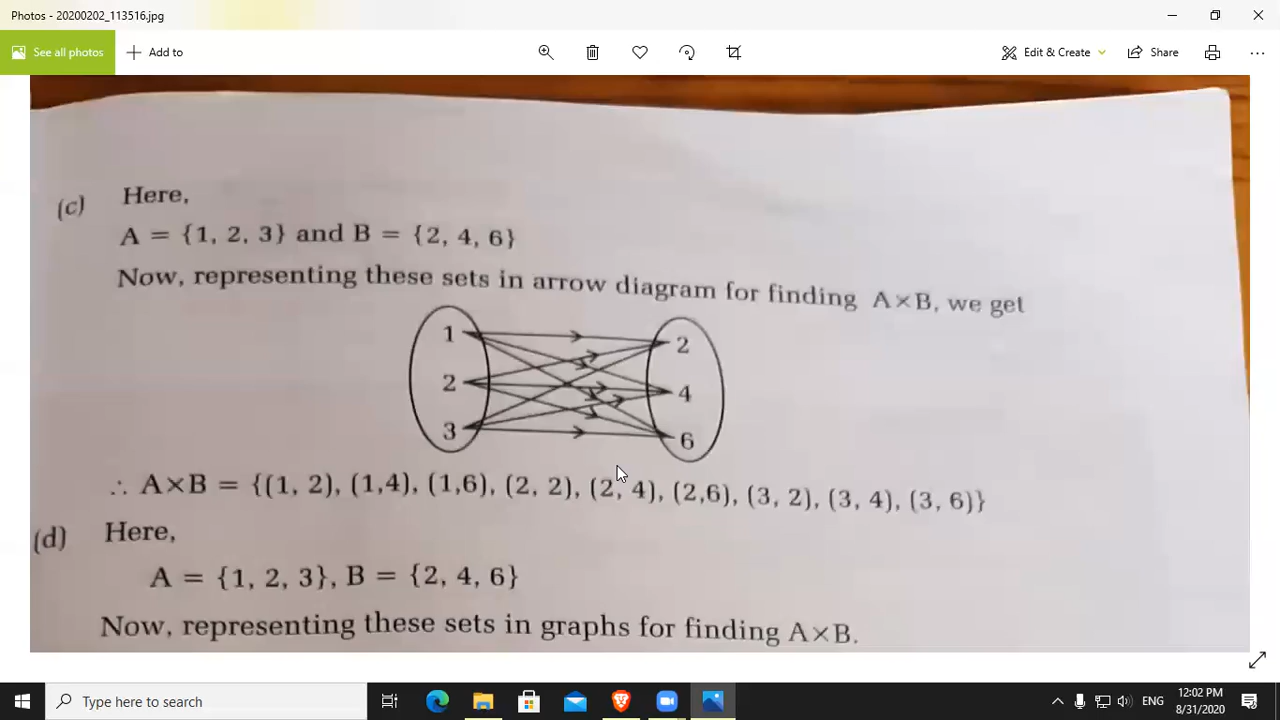 Photos - 20200202_113516.jpg
See all photos
Add to
Edit & Create
Share
(c) Here,
A = {1, 2, 3} and B = {2, 4, 6}
Now, representing these sets in arrow diagram for finding A×B, we get
1 2
2 4
3 6
∴ A×B = {(1, 2), (1,4), (1,6), (2, 2), (2, 4), (2,6), (3, 2), (3, 4), (3, 6)}
(d) Here,
A = {1, 2, 3}, B = {2, 4, 6}
Now, representing these sets in graphs for finding A×B.
Type here to search
ENG
12:02 PM
8/31/2020